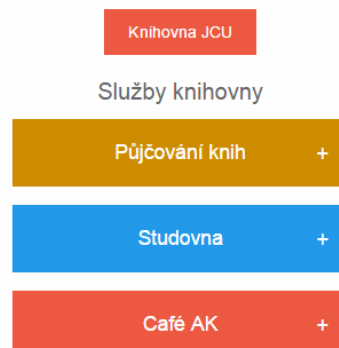 Knihovna JCU
Služby knihovny
Půjčování knih +
Studovna +
Café AK +